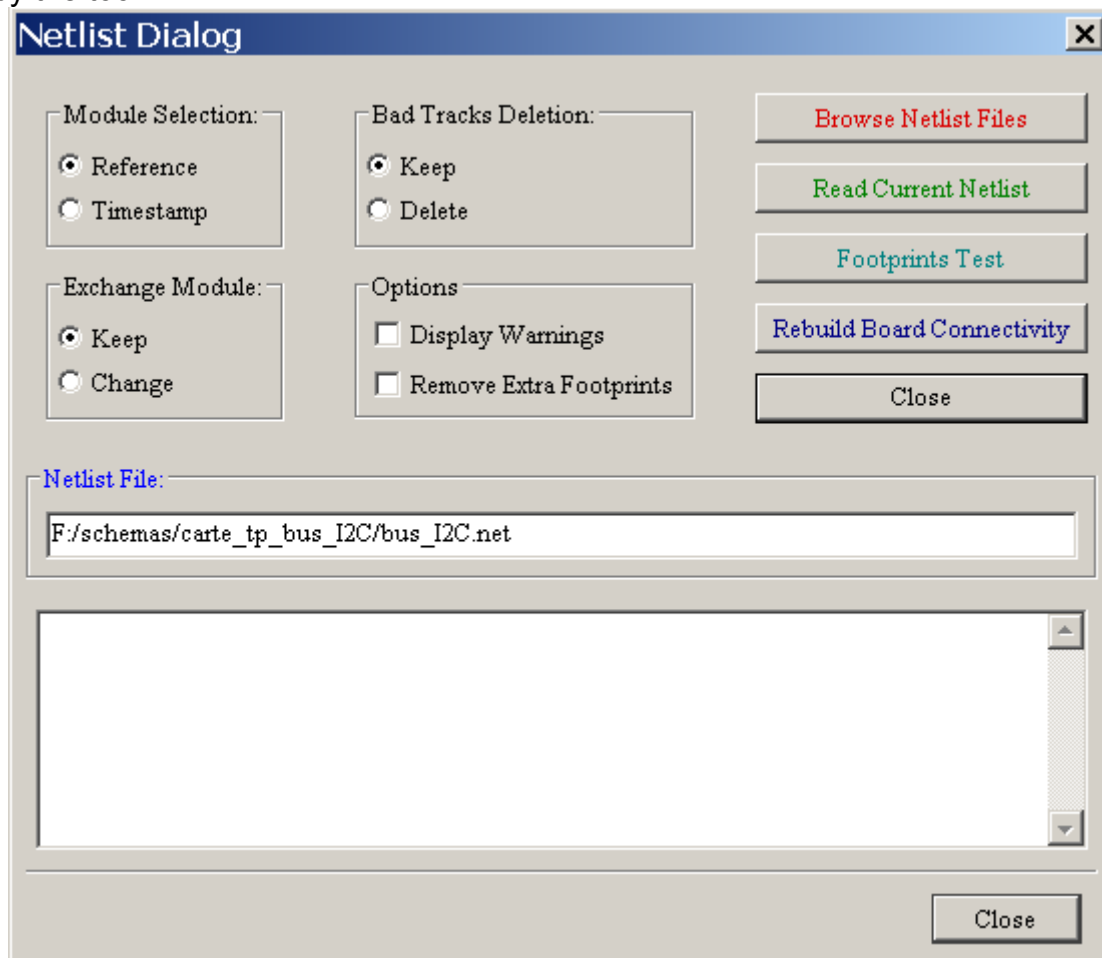 Netlist Dialog
Module Selection:
Reference
Timestamp
Bad Tracks Deletion:
Keep
Delete
Browse Netlist Files
Read Current Netlist
Footprints Test
Rebuild Board Connectivity
Close
Exchange Module:
Keep
Change
Options
Display Warnings
Remove Extra Footprints
Netlist File:
F:/schemas/carte_tp_bus_I2C/bus_I2C.net
Close